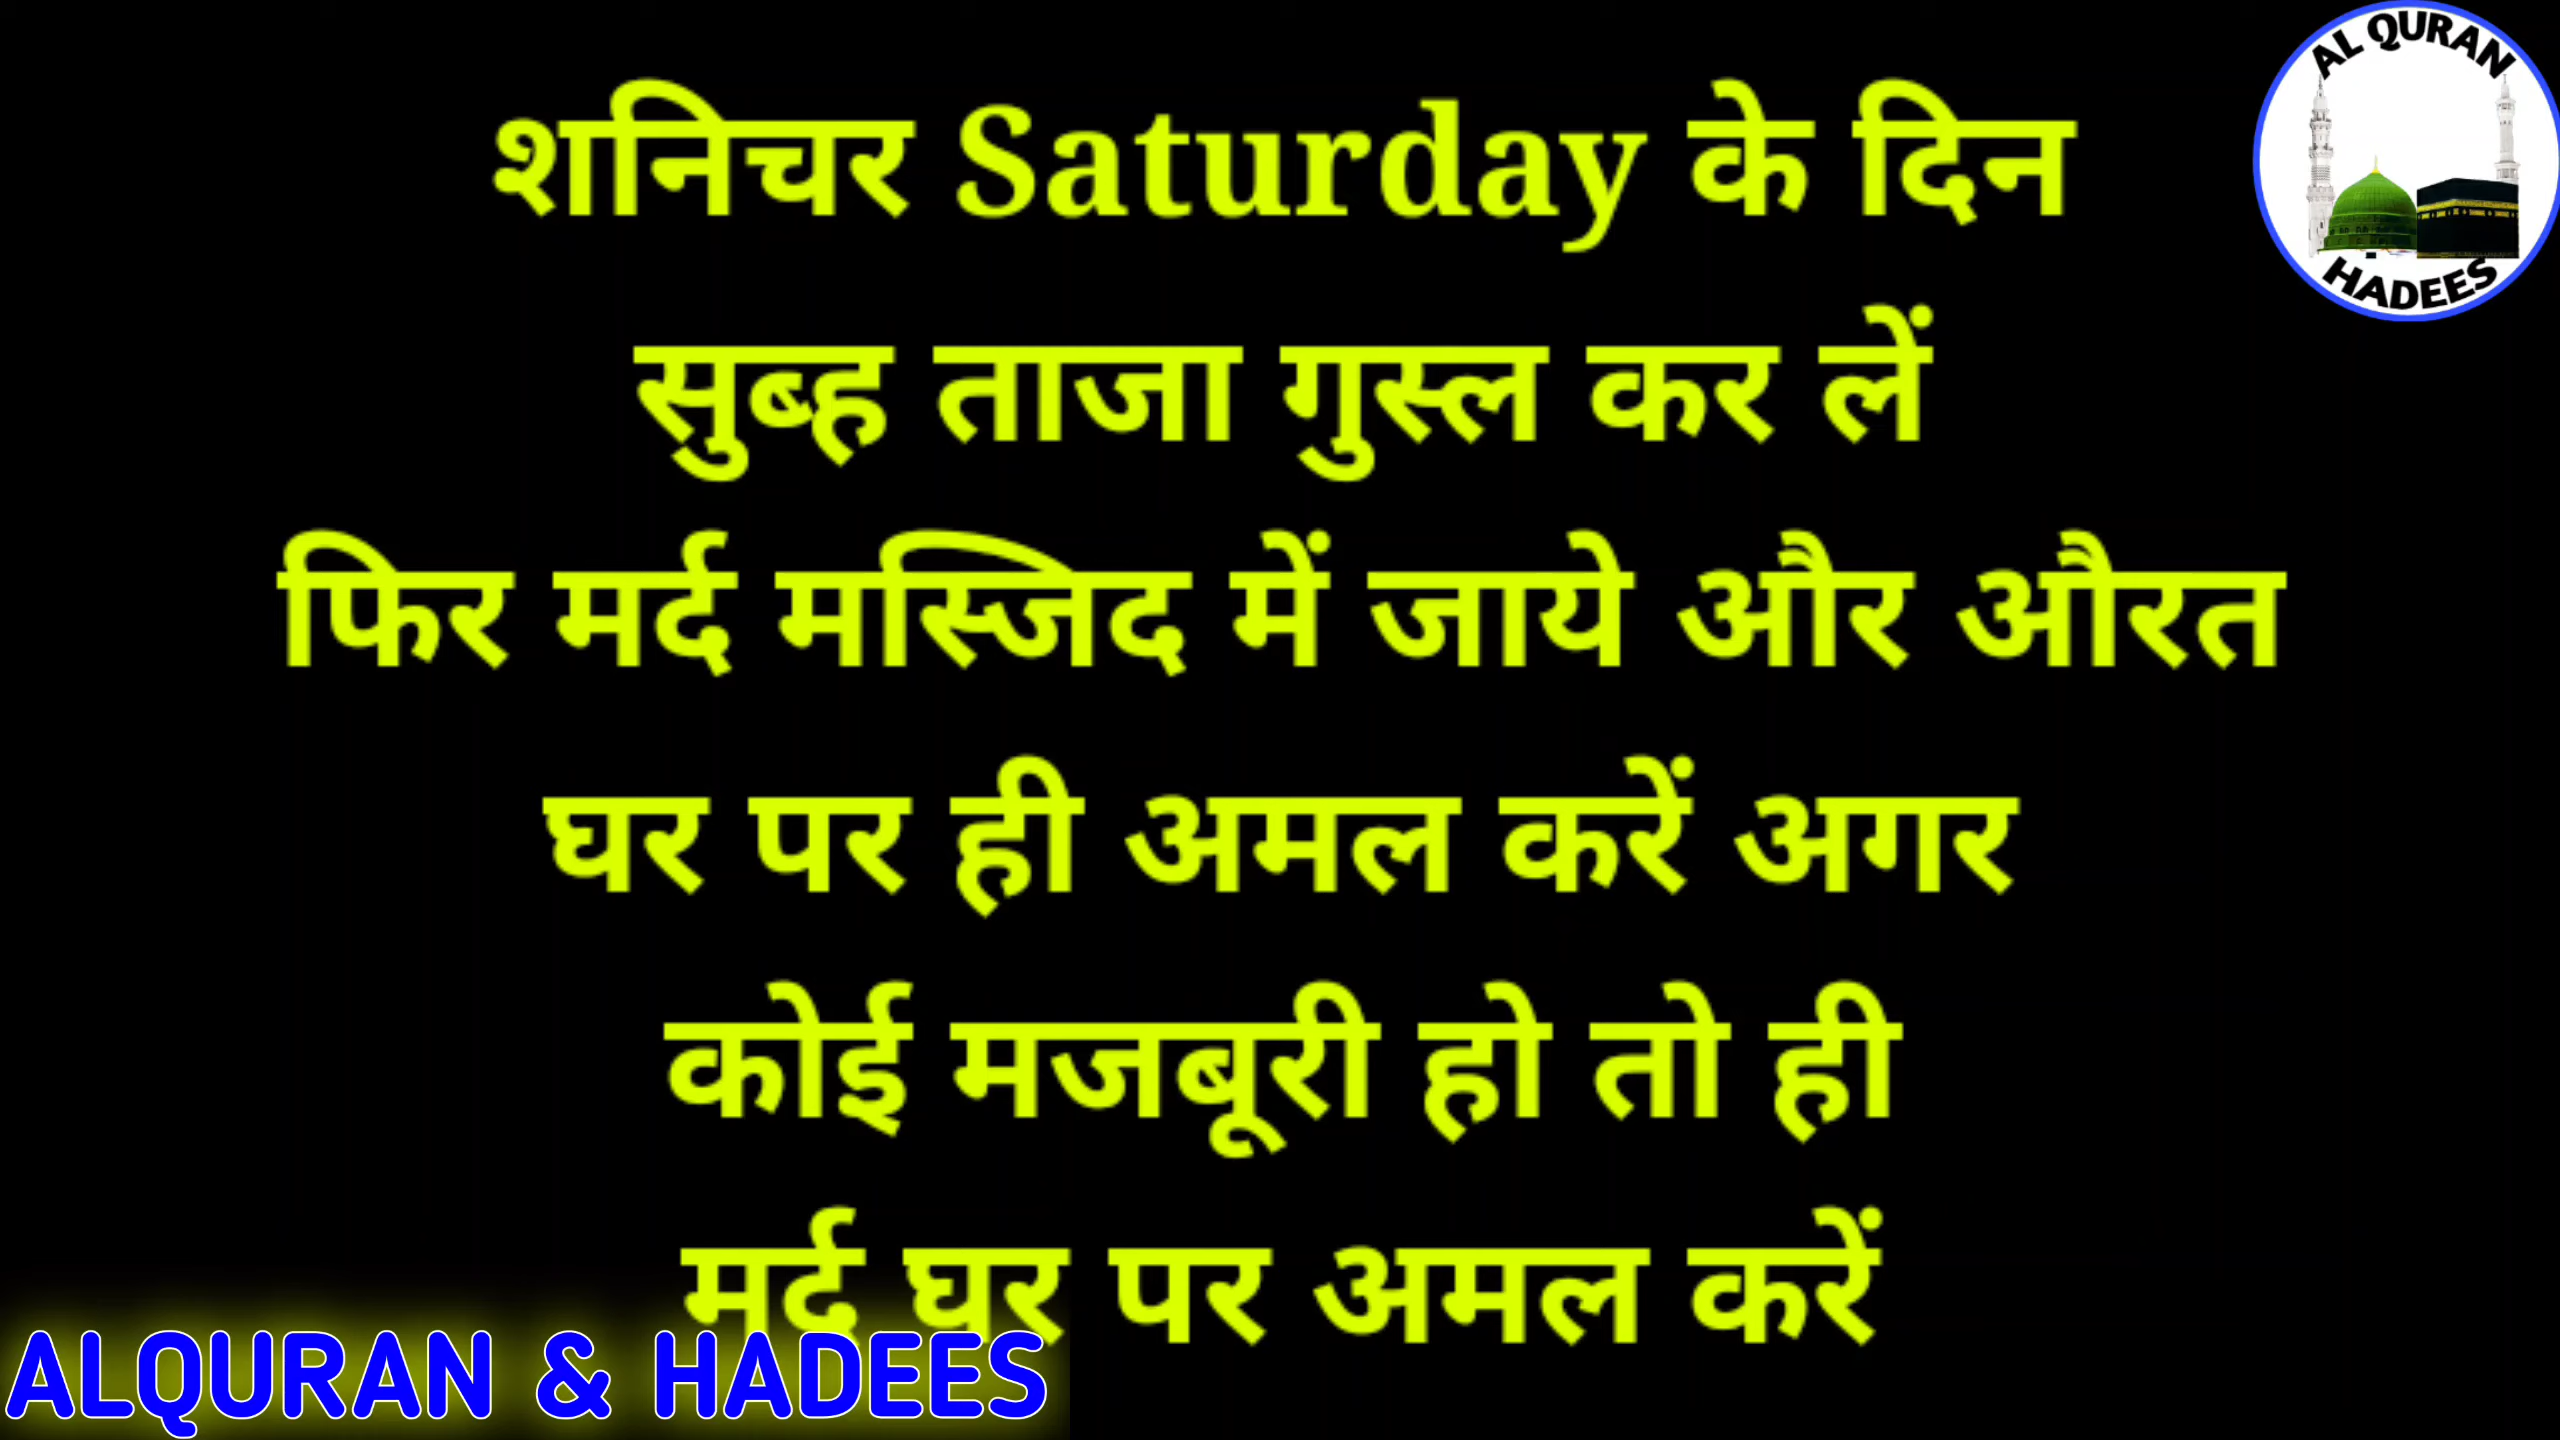 शनिचर Saturday के दिन
AL QURAN
HADEES
सुब्ह ताजा गुस्ल कर लें
फिर मर्द मस्जिद में जाये और औरत
घर पर ही अमल करें अगर
कोई मजबूरी हो तो ही
मर्द घर पर अमल करें
ALQURAN & HADEES